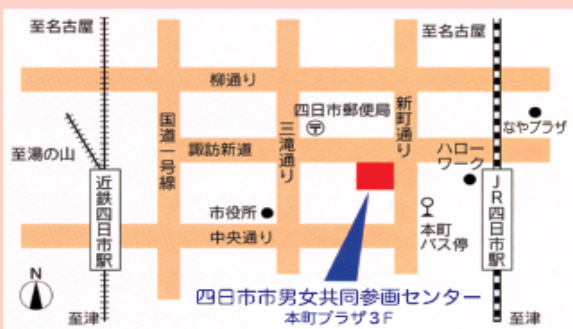 至名古屋
至名古屋
柳通り
四日市郵便局
国道一号線
三滝通り
新町通り
なやプラザ
至湯の山
諏訪新道
ハロー
ワーク
近鉄四日市駅
JR四日市駅
市役所
本町
バス停
中央通り
N
四日市市男女共同参画センター
本町プラザ3F
至津
至津